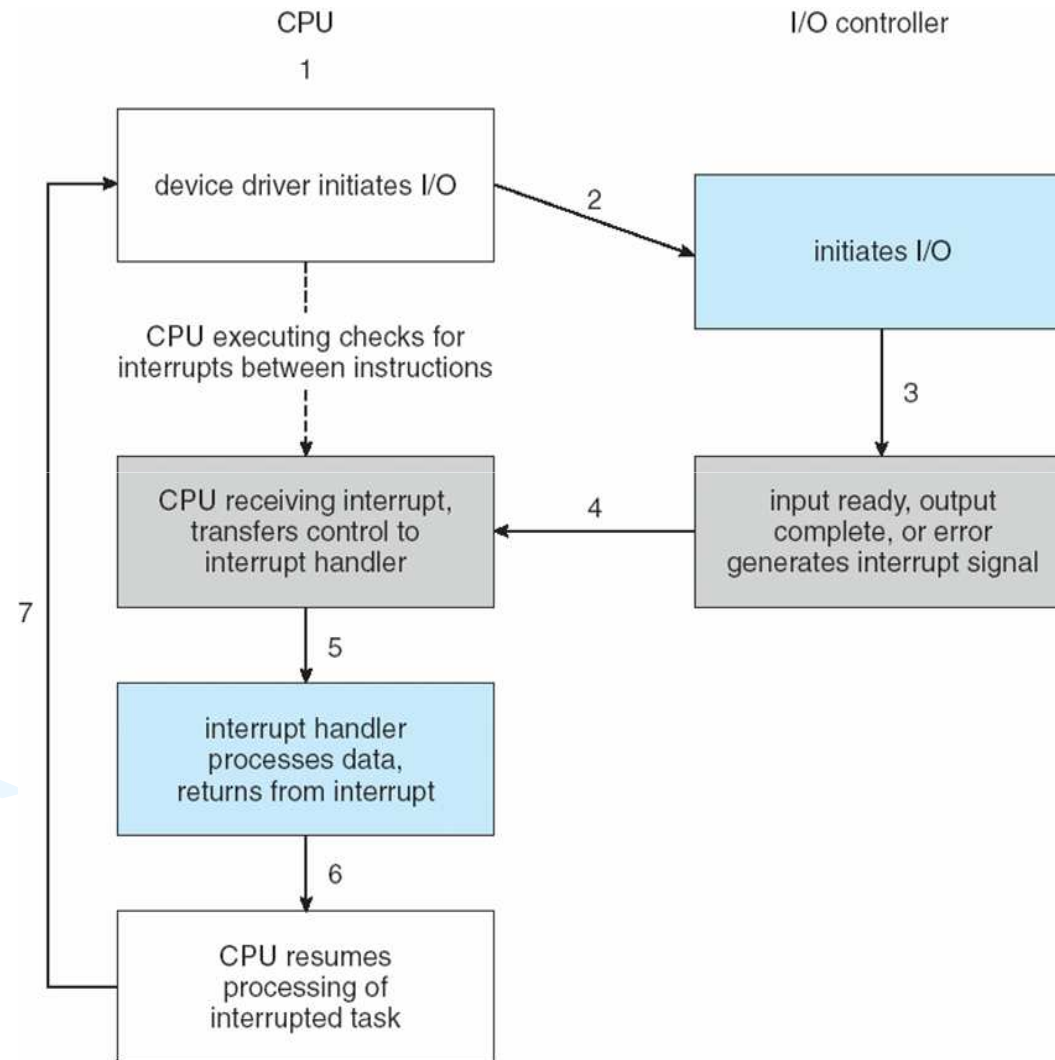 CPU
I/O controller
1
device driver initiates I/O
2
initiates I/O
CPU executing checks for
interrupts between instructions
3
CPU receiving interrupt,
transfers control to
interrupt handler
4
input ready, output
complete, or error
generates interrupt signal
7
5
interrupt handler
processes data,
returns from interrupt
6
CPU resumes
processing of
interrupted task